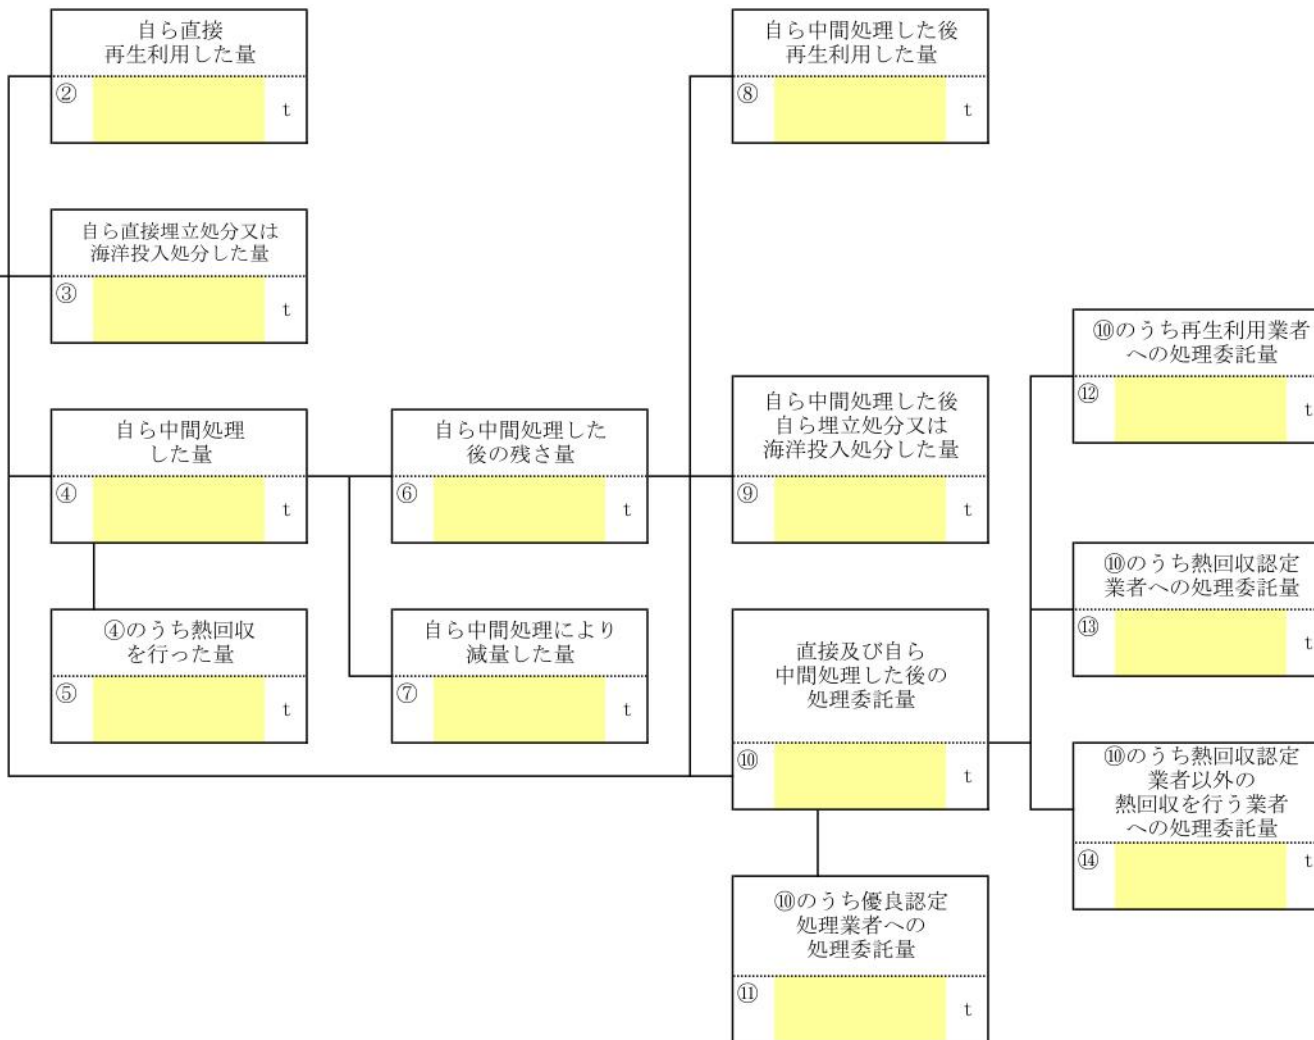 自ら直接
再生利用した量
②
t
自ら中間処理した後
再生利用した量
⑧
t
自ら直接埋立処分又は
海洋投入処分した量
③
t
⑩のうち再生利用業者
への処理委託量
⑫
t
自ら中間処理
した量
④
t
自ら中間処理した
後の残さ量
⑥
t
自ら中間処理した後
自ら埋立処分又は
海洋投入処分した量
⑨
t
⑩のうち熱回収認定
業者への処理委託量
⑬
t
④のうち熱回収
を行った量
⑤
t
自ら中間処理により
減量した量
⑦
t
直接及び自ら
中間処理した後の
処理委託量
⑩
t
⑩のうち熱回収認定
業者以外の
熱回収を行う業者
への処理委託量
⑭
t
⑩のうち優良認定
処理業者への
処理委託量
⑪
t